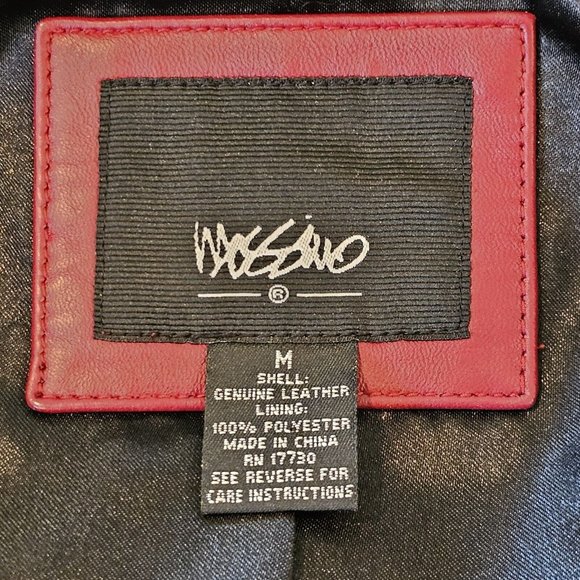 MOSSIMO
®
M
SHELL:
GENUINE LEATHER
LINING:
100% POLYESTER
MADE IN CHINA
RN 17730
SEE REVERSE FOR
CARE INSTRUCTIONS